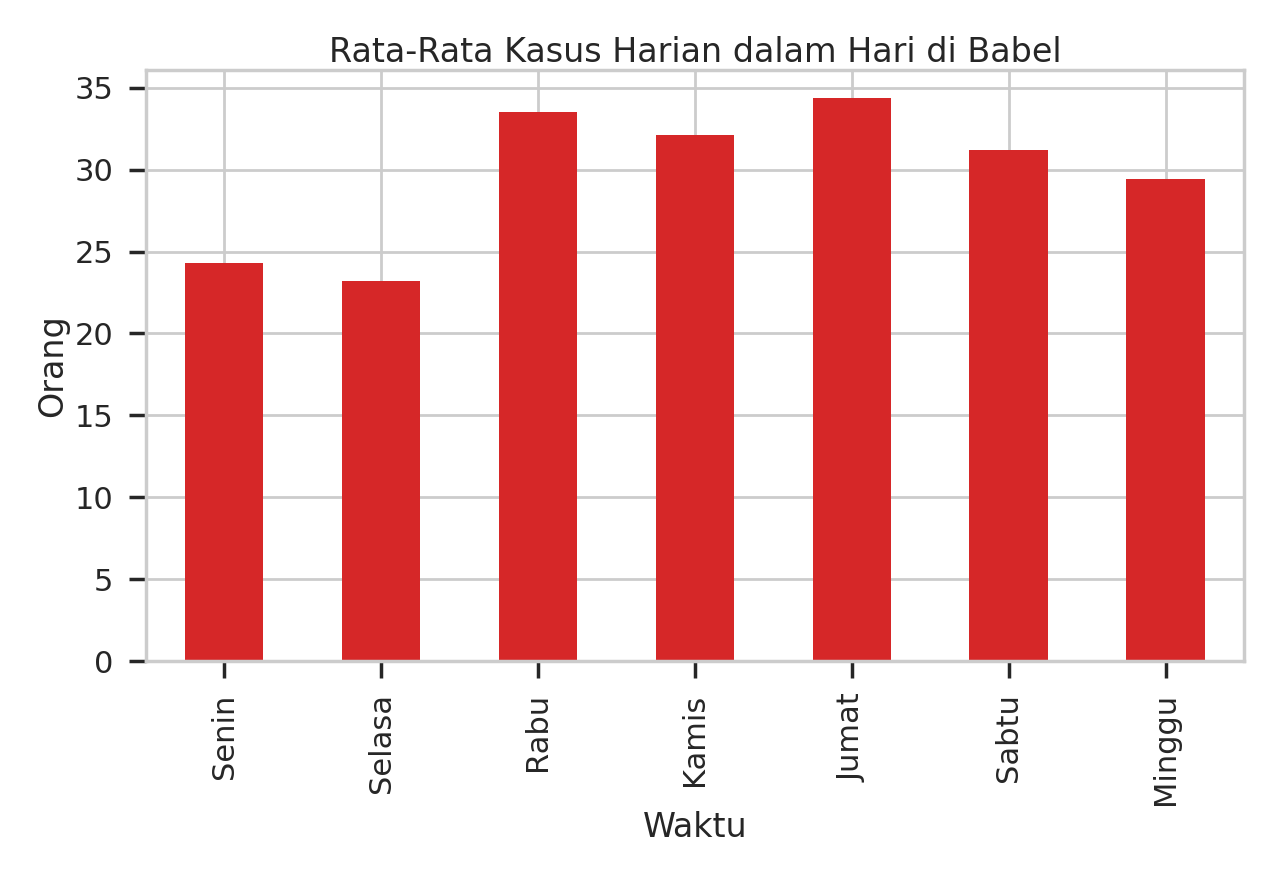 Rata-Rata Kasus Harian dalam Hari di Babel
35
30
25
20
15
10
5
0
Orang
Senin
Selasa
Rabu
Kamis
Jumat
Sabtu
Minggu
Waktu